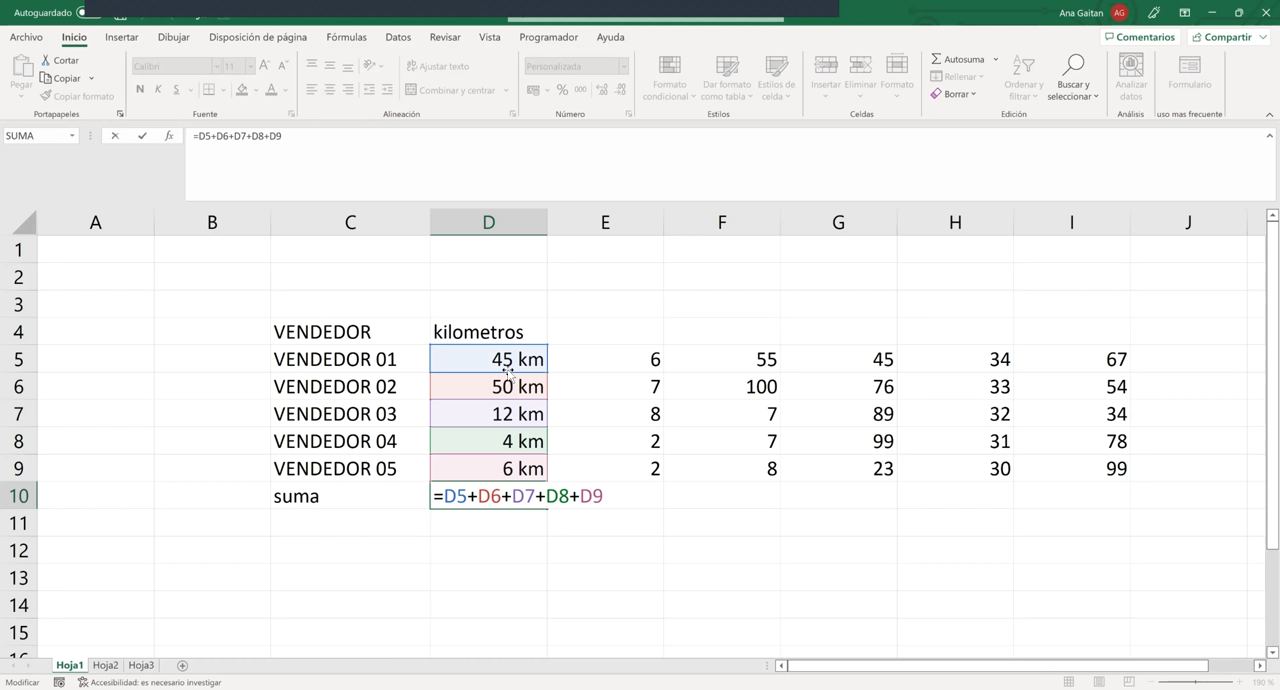 Autoguardado
Ana Gaitan AG
Archivo Inicio Insertar Dibujar Disposición de página Fórmulas Datos Revisar Vista Programador Ayuda Comentarios Compartir
Pegar
Cortar
Copiar
Copiar formato
Portapapeles
Calibri 11 A A
N K S A
Fuente
Ajustar texto
Combinar y centrar
Alineación
Personalizada
% 000
Número
Formato condicional
Dar formato como tabla
Estilos de celda
Estilos
Insertar Eliminar Formato
Celdas
Autosuma
Rellenar
Borrar
Ordenar y filtrar
Buscar y seleccionar
Edición
Analizar datos
Análisis
Formulario
uso mas frecuente
SUMA fx =D5+D6+D7+D8+D9
A B C D E F G H I J
1
2
3
4 VENDEDOR kilometros
5 VENDEDOR 01 45 km 6 55 45 34 67
6 VENDEDOR 02 50 km 7 100 76 33 54
7 VENDEDOR 03 12 km 8 7 89 32 34
8 VENDEDOR 04 4 km 2 7 99 31 78
9 VENDEDOR 05 6 km 2 8 23 30 99
10 suma =D5+D6+D7+D8+D9
11
12
13
14
15
Hoja1 Hoja2 Hoja3
Modificar Accesibilidad: es necesario investigar 190 %